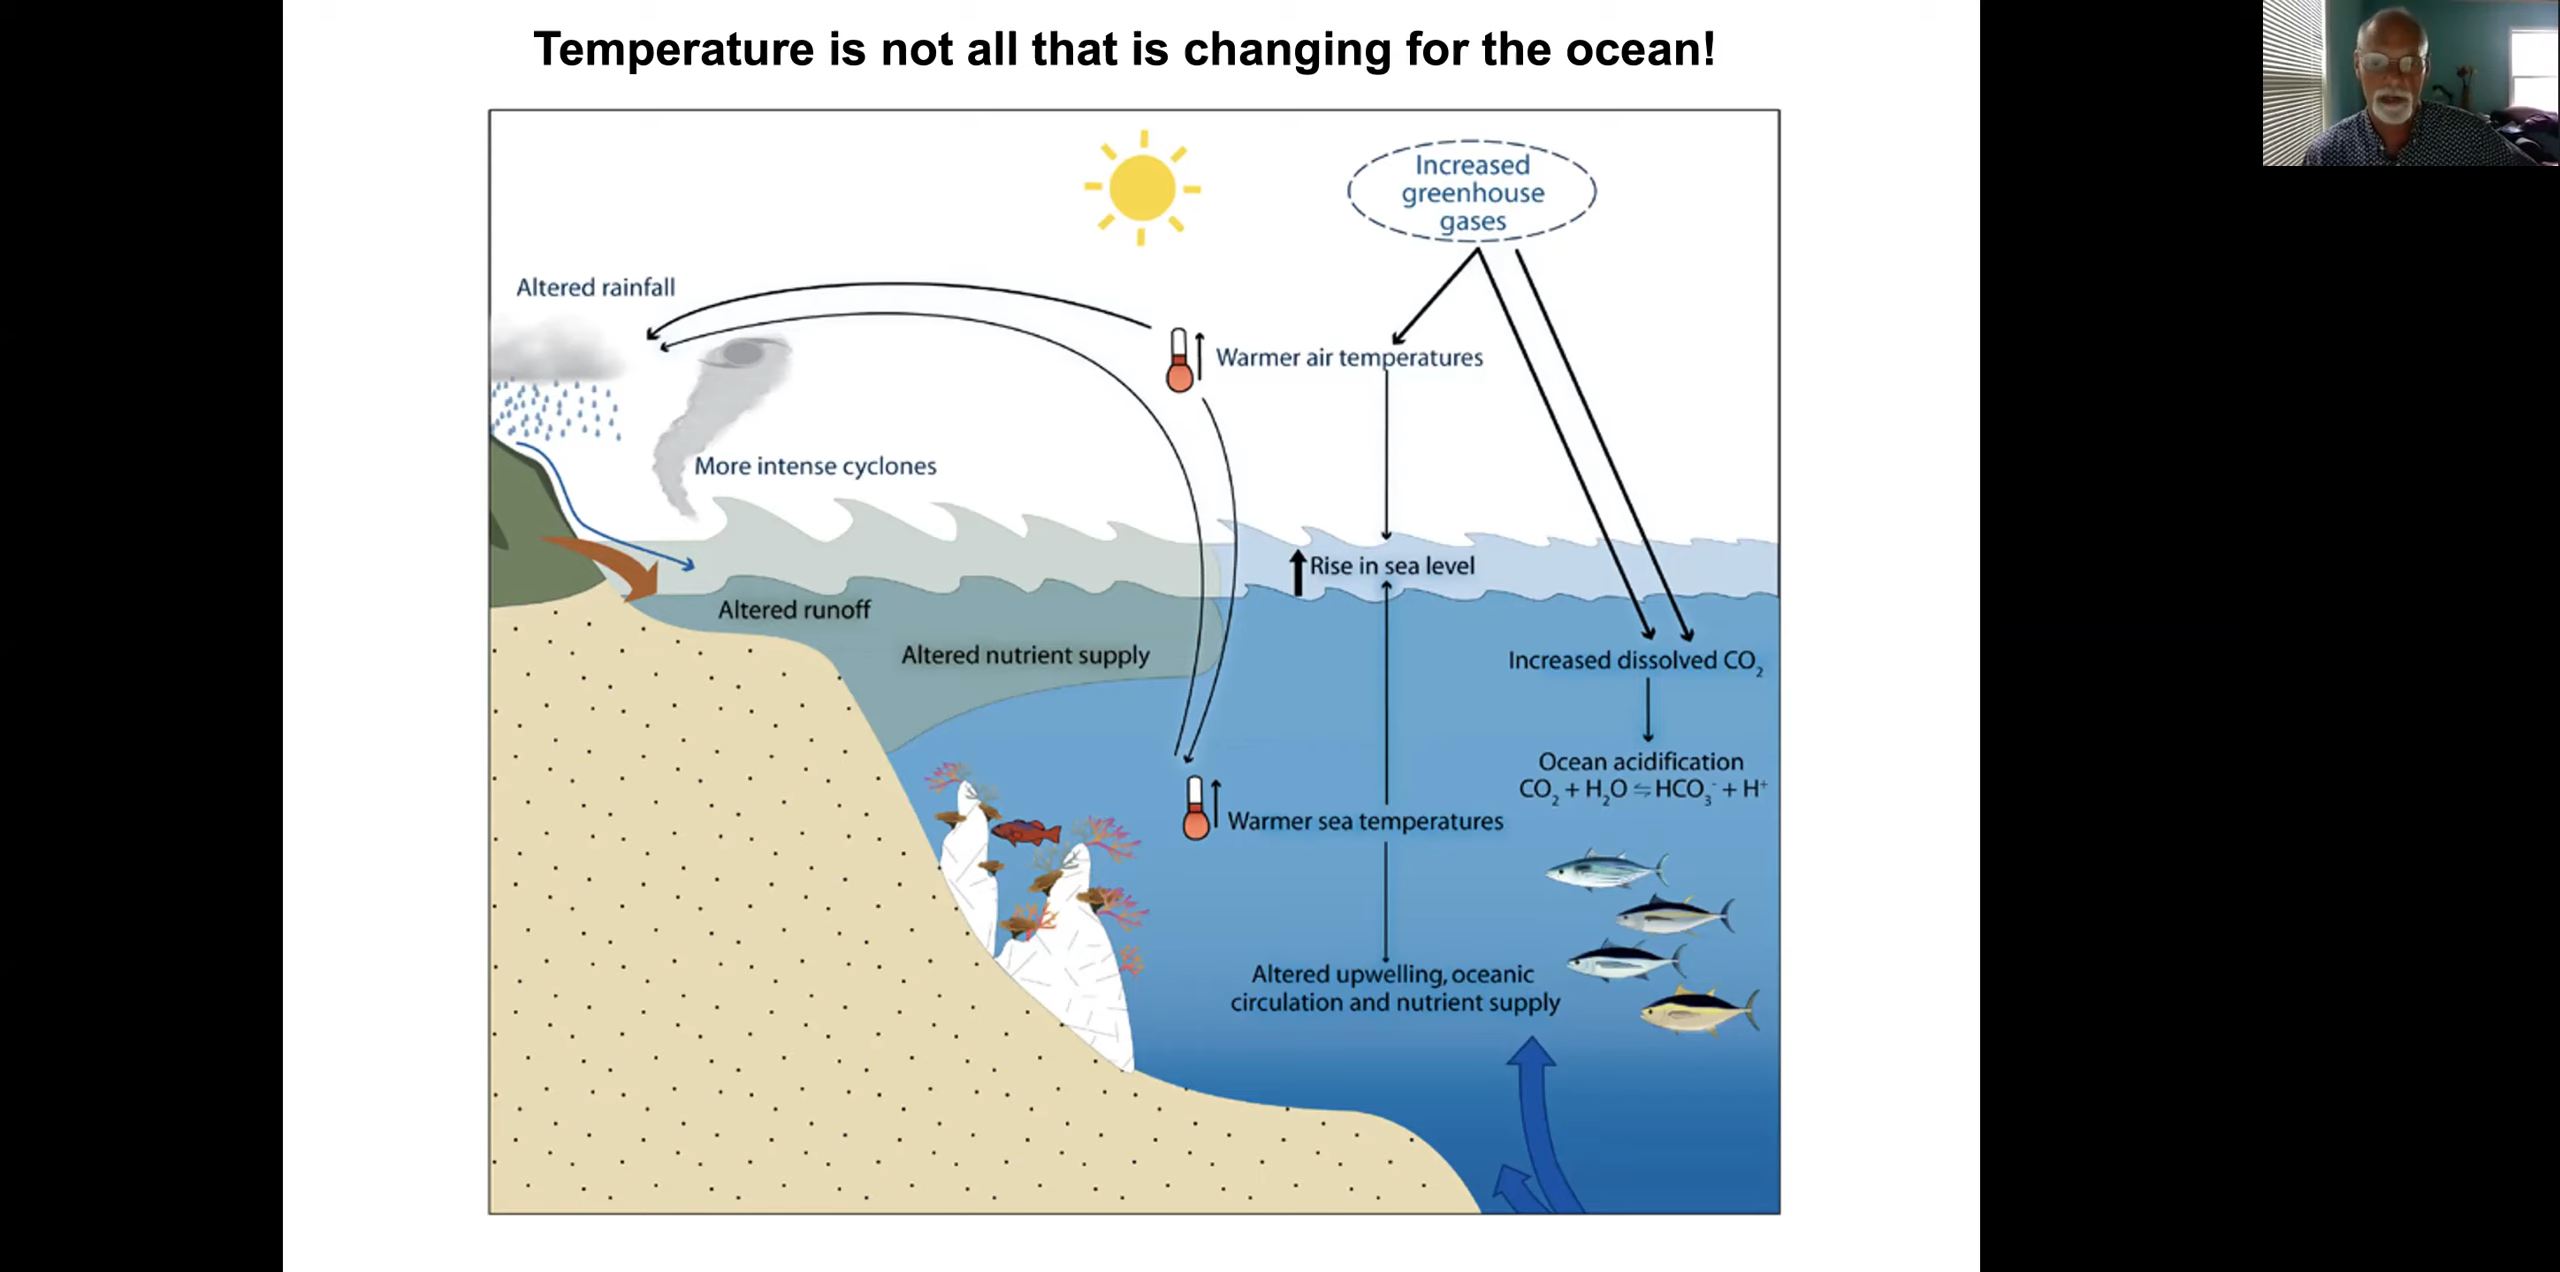 Temperature is not all that is changing for the ocean!
Increased
greenhouse
gases
Altered rainfall
Warmer air temperatures
More intense cyclones
Rise in sea level
Altered runoff
Altered nutrient supply
Increased dissolved CO₂
Ocean acidification
CO₂ + H₂O ⇋ HCO₃⁻ + H⁺
Warmer sea temperatures
Altered upwelling, oceanic
circulation and nutrient supply